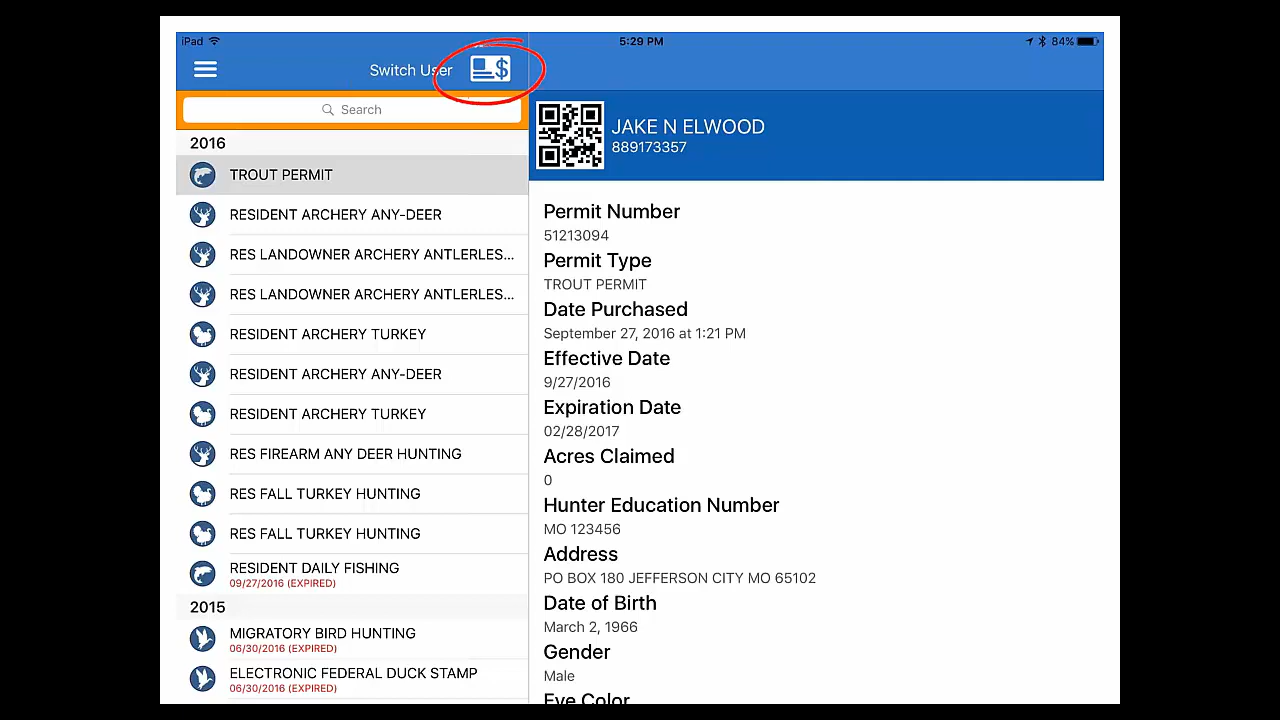 iPad
5:29 PM
84%
Switch User
$
Search
2016
TROUT PERMIT
RESIDENT ARCHERY ANY-DEER
RES LANDOWNER ARCHERY ANTLERLES...
RES LANDOWNER ARCHERY ANTLERLES...
RESIDENT ARCHERY TURKEY
RESIDENT ARCHERY ANY-DEER
RESIDENT ARCHERY TURKEY
RES FIREARM ANY DEER HUNTING
RES FALL TURKEY HUNTING
RES FALL TURKEY HUNTING
RESIDENT DAILY FISHING
09/27/2016 (EXPIRED)
2015
MIGRATORY BIRD HUNTING
06/30/2016 (EXPIRED)
ELECTRONIC FEDERAL DUCK STAMP
06/30/2016 (EXPIRED)
JAKE N ELWOOD
889173357
Permit Number
51213094
Permit Type
TROUT PERMIT
Date Purchased
September 27, 2016 at 1:21 PM
Effective Date
9/27/2016
Expiration Date
02/28/2017
Acres Claimed
0
Hunter Education Number
MO 123456
Address
PO BOX 180 JEFFERSON CITY MO 65102
Date of Birth
March 2, 1966
Gender
Male
Eye Color